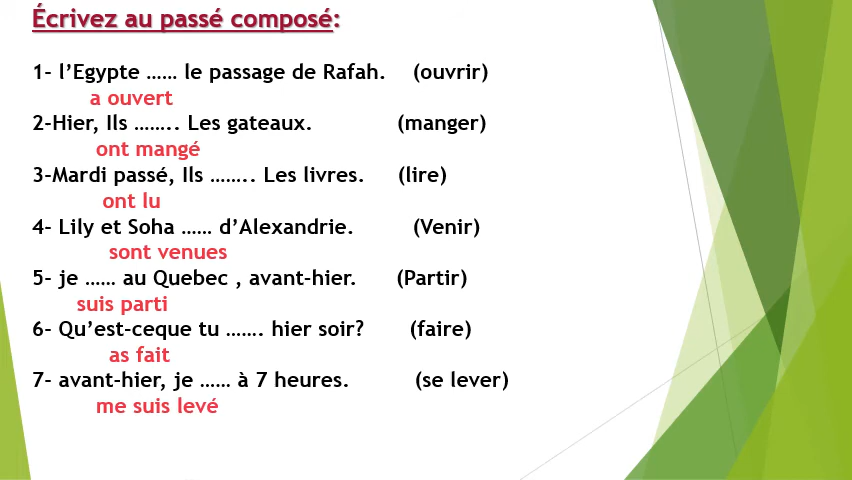 Écrivez au passé composé:
1- l’Egypte …… le passage de Rafah. (ouvrir)
a ouvert
2-Hier, Ils …….. Les gateaux. (manger)
ont mangé
3-Mardi passé, Ils …….. Les livres. (lire)
ont lu
4- Lily et Soha …… d’Alexandrie. (Venir)
sont venues
5- je …… au Quebec , avant-hier. (Partir)
suis parti
6- Qu’est-ceque tu ……. hier soir? (faire)
as fait
7- avant-hier, je …… à 7 heures. (se lever)
me suis levé